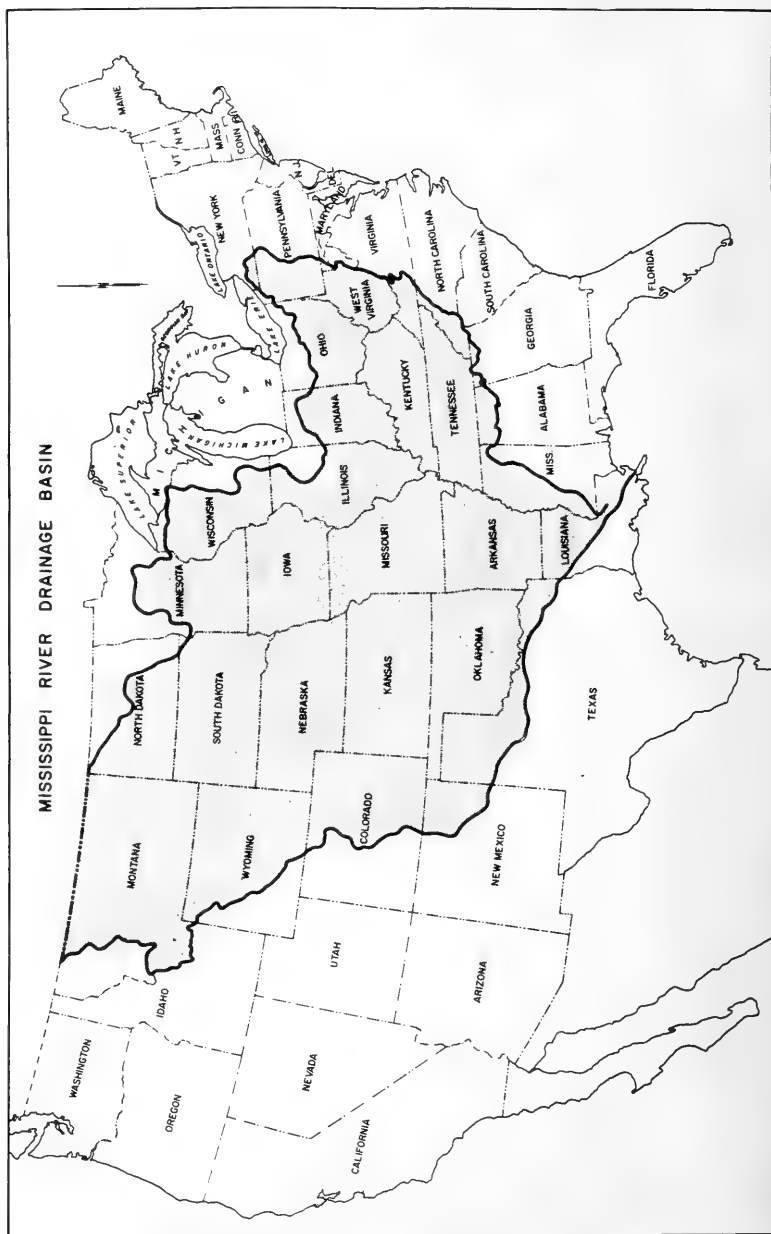 MISSISSIPPI RIVER DRAINAGE BASIN
WASHINGTON
OREGON
CALIFORNIA
NEVADA
IDAHO
UTAH
ARIZONA
MONTANA
WYOMING
COLORADO
NEW MEXICO
NORTH DAKOTA
SOUTH DAKOTA
NEBRASKA
KANSAS
OKLAHOMA
TEXAS
MINNESOTA
IOWA
MISSOURI
ARKANSAS
LOUISIANA
WISCONSIN
ILLINOIS
LAKE SUPERIOR
MICHIGAN
LAKE MICHIGAN
LAKE HURON
INDIANA
OHIO
KENTUCKY
TENNESSEE
MISS.
ALABAMA
GEORGIA
FLORIDA
LAKE ERIE
LAKE ONTARIO
WEST
VIRGINIA
VIRGINIA
NORTH CAROLINA
SOUTH CAROLINA
PENNSYLVANIA
MARYLAND
DEL.
N.J.
NEW YORK
VT
N H
MASS
CONN
RI
MAINE